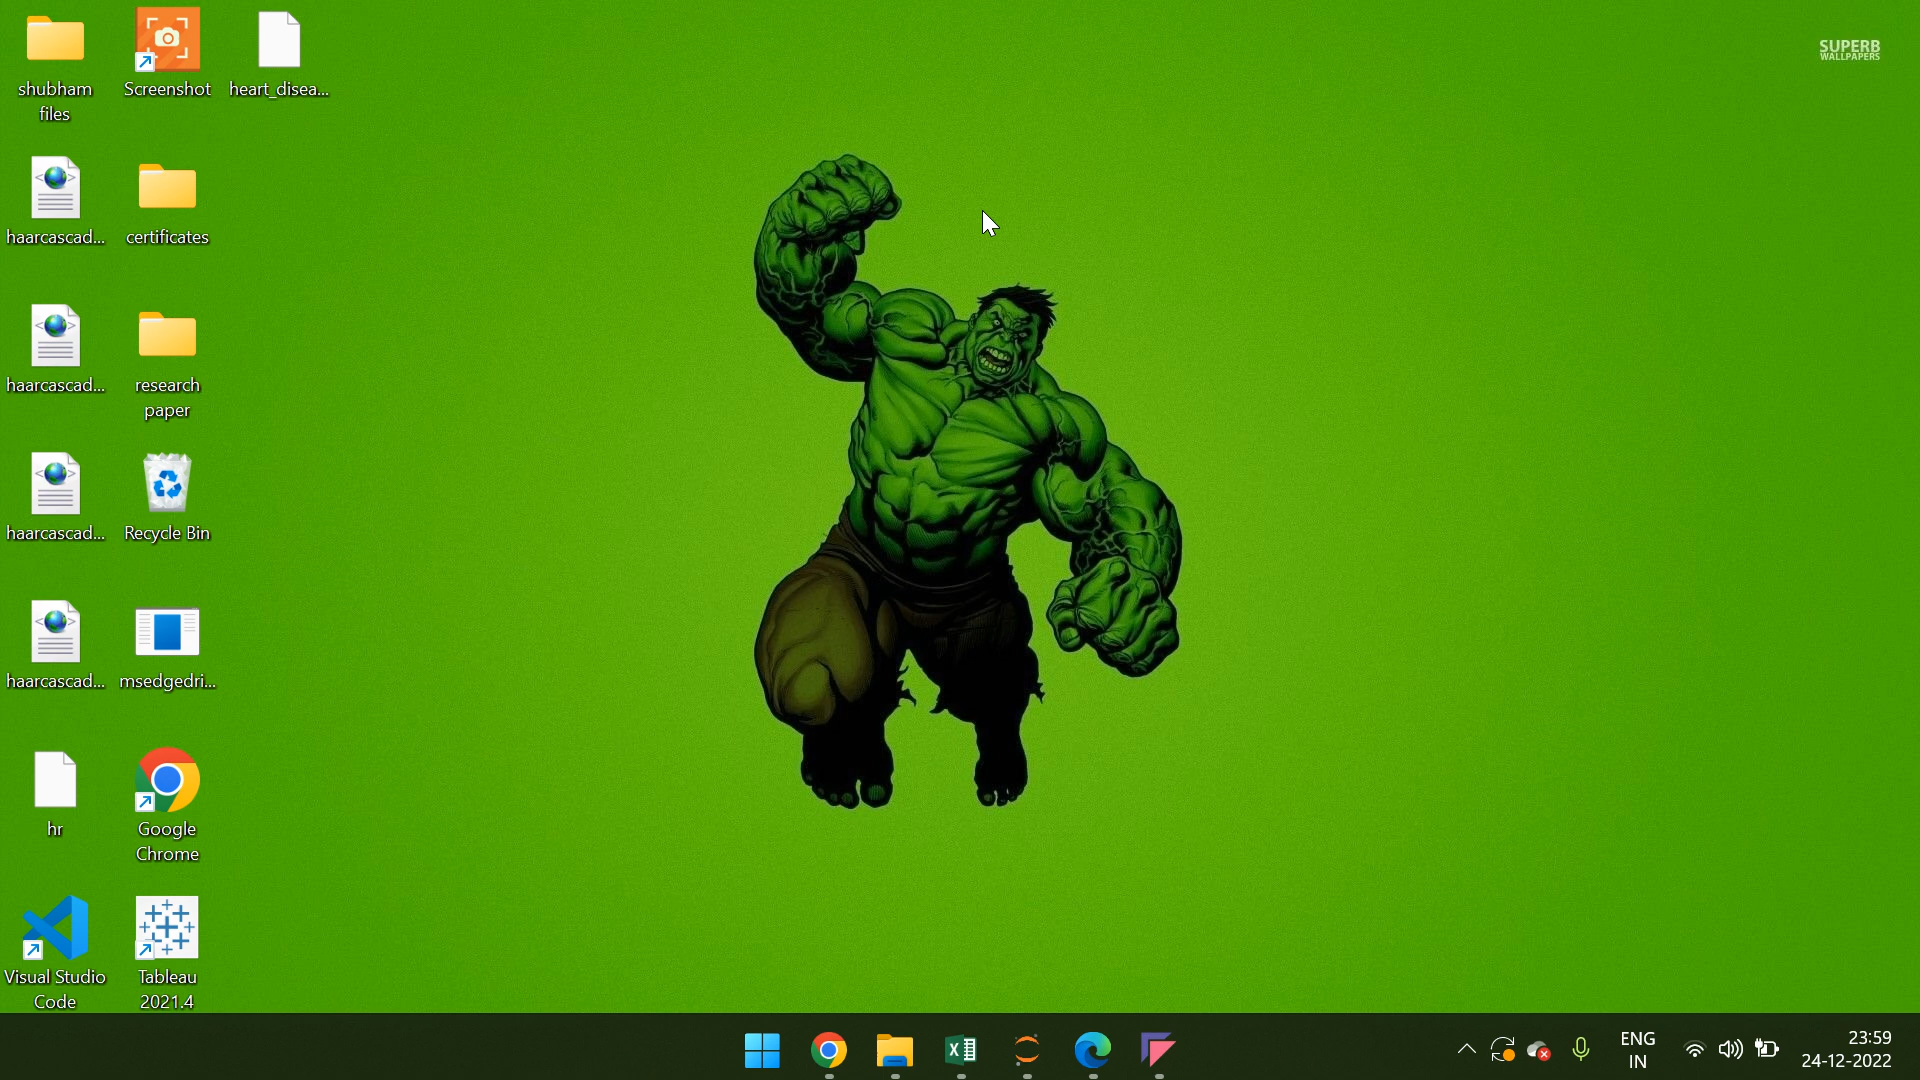 shubham
files
Screenshot
heart_disea...
haarcascad...
certificates
haarcascad...
research
paper
haarcascad...
Recycle Bin
haarcascad...
msedgedri...
hr
Google
Chrome
Visual Studio
Code
Tableau
2021.4
SUPERB
WALLPAPERS
ENG
IN
23:59
24-12-2022